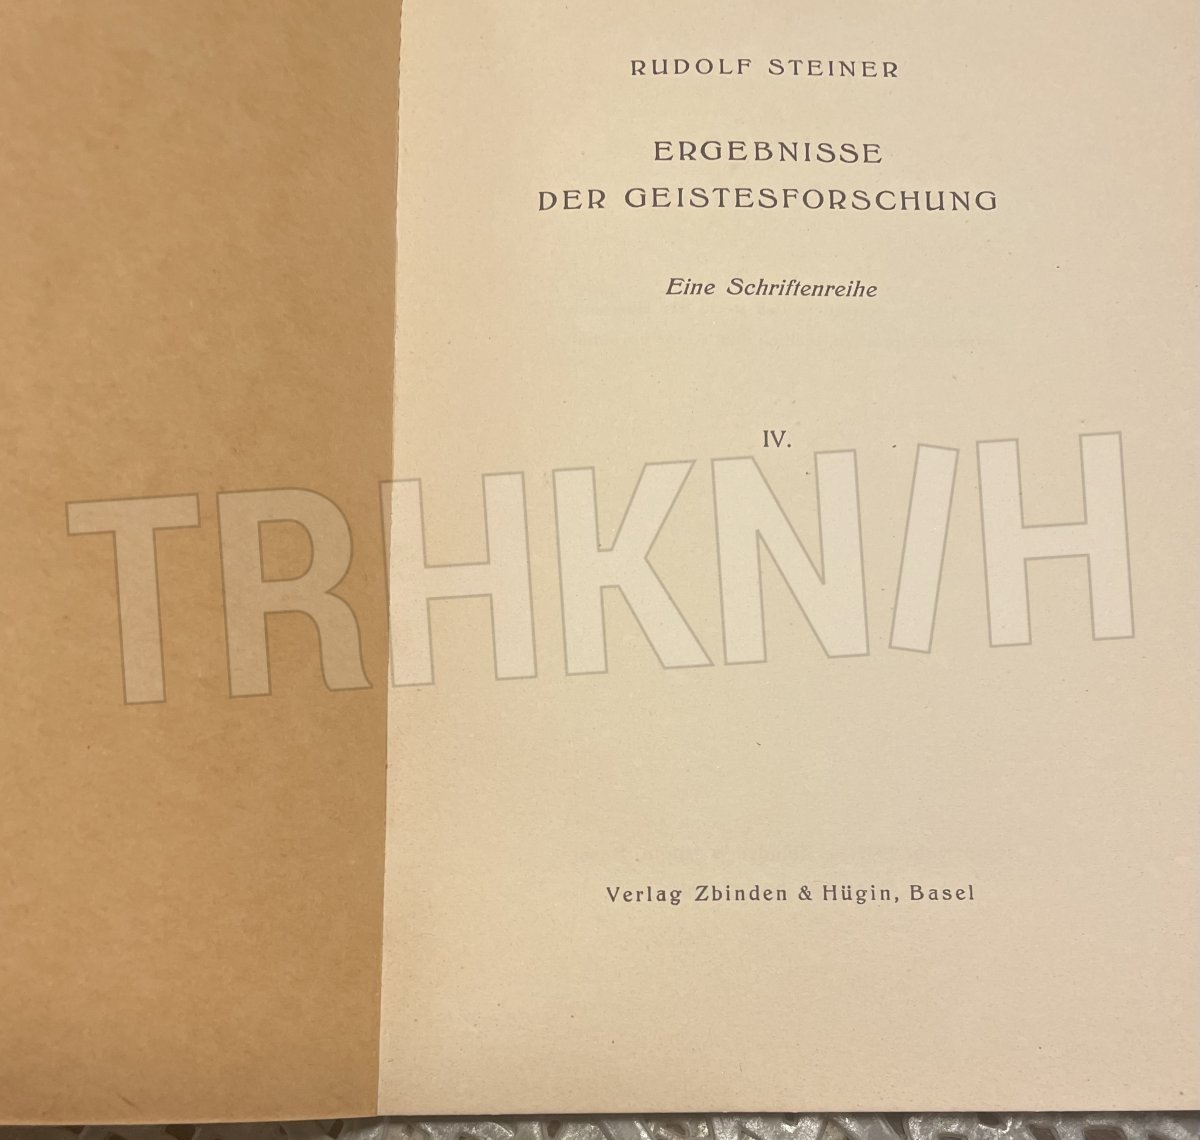 RUDOLF STEINER
ERGEBNISSE
DER GEISTESFORSCHUNG
Eine Schriftenreihe
IV.
TRHKN/H
Verlag Zbinden & Hügin, Basel